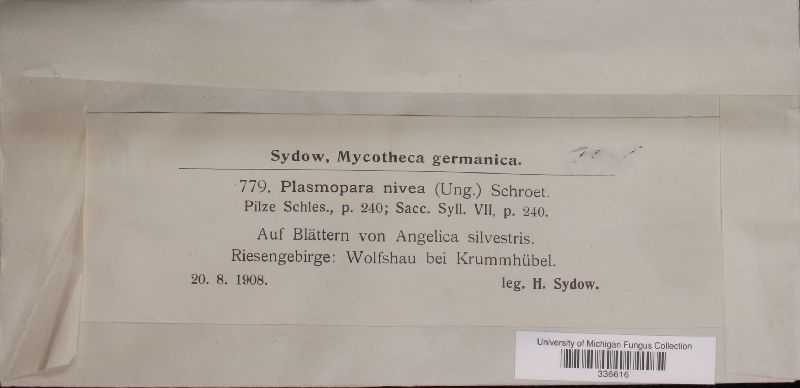 Sydow, Mycotheca germanica.
779. Plasmopara nivea (Ung.) Schroet.
Pilze Schles., p. 240; Sacc. Syll. VII, p. 240.
Auf Blättern von Angelica silvestris.
Riesengebirge: Wolfshau bei Krummhübel.
20. 8. 1908. leg. H. Sydow.
University of Michigan Fungus Collection
336616